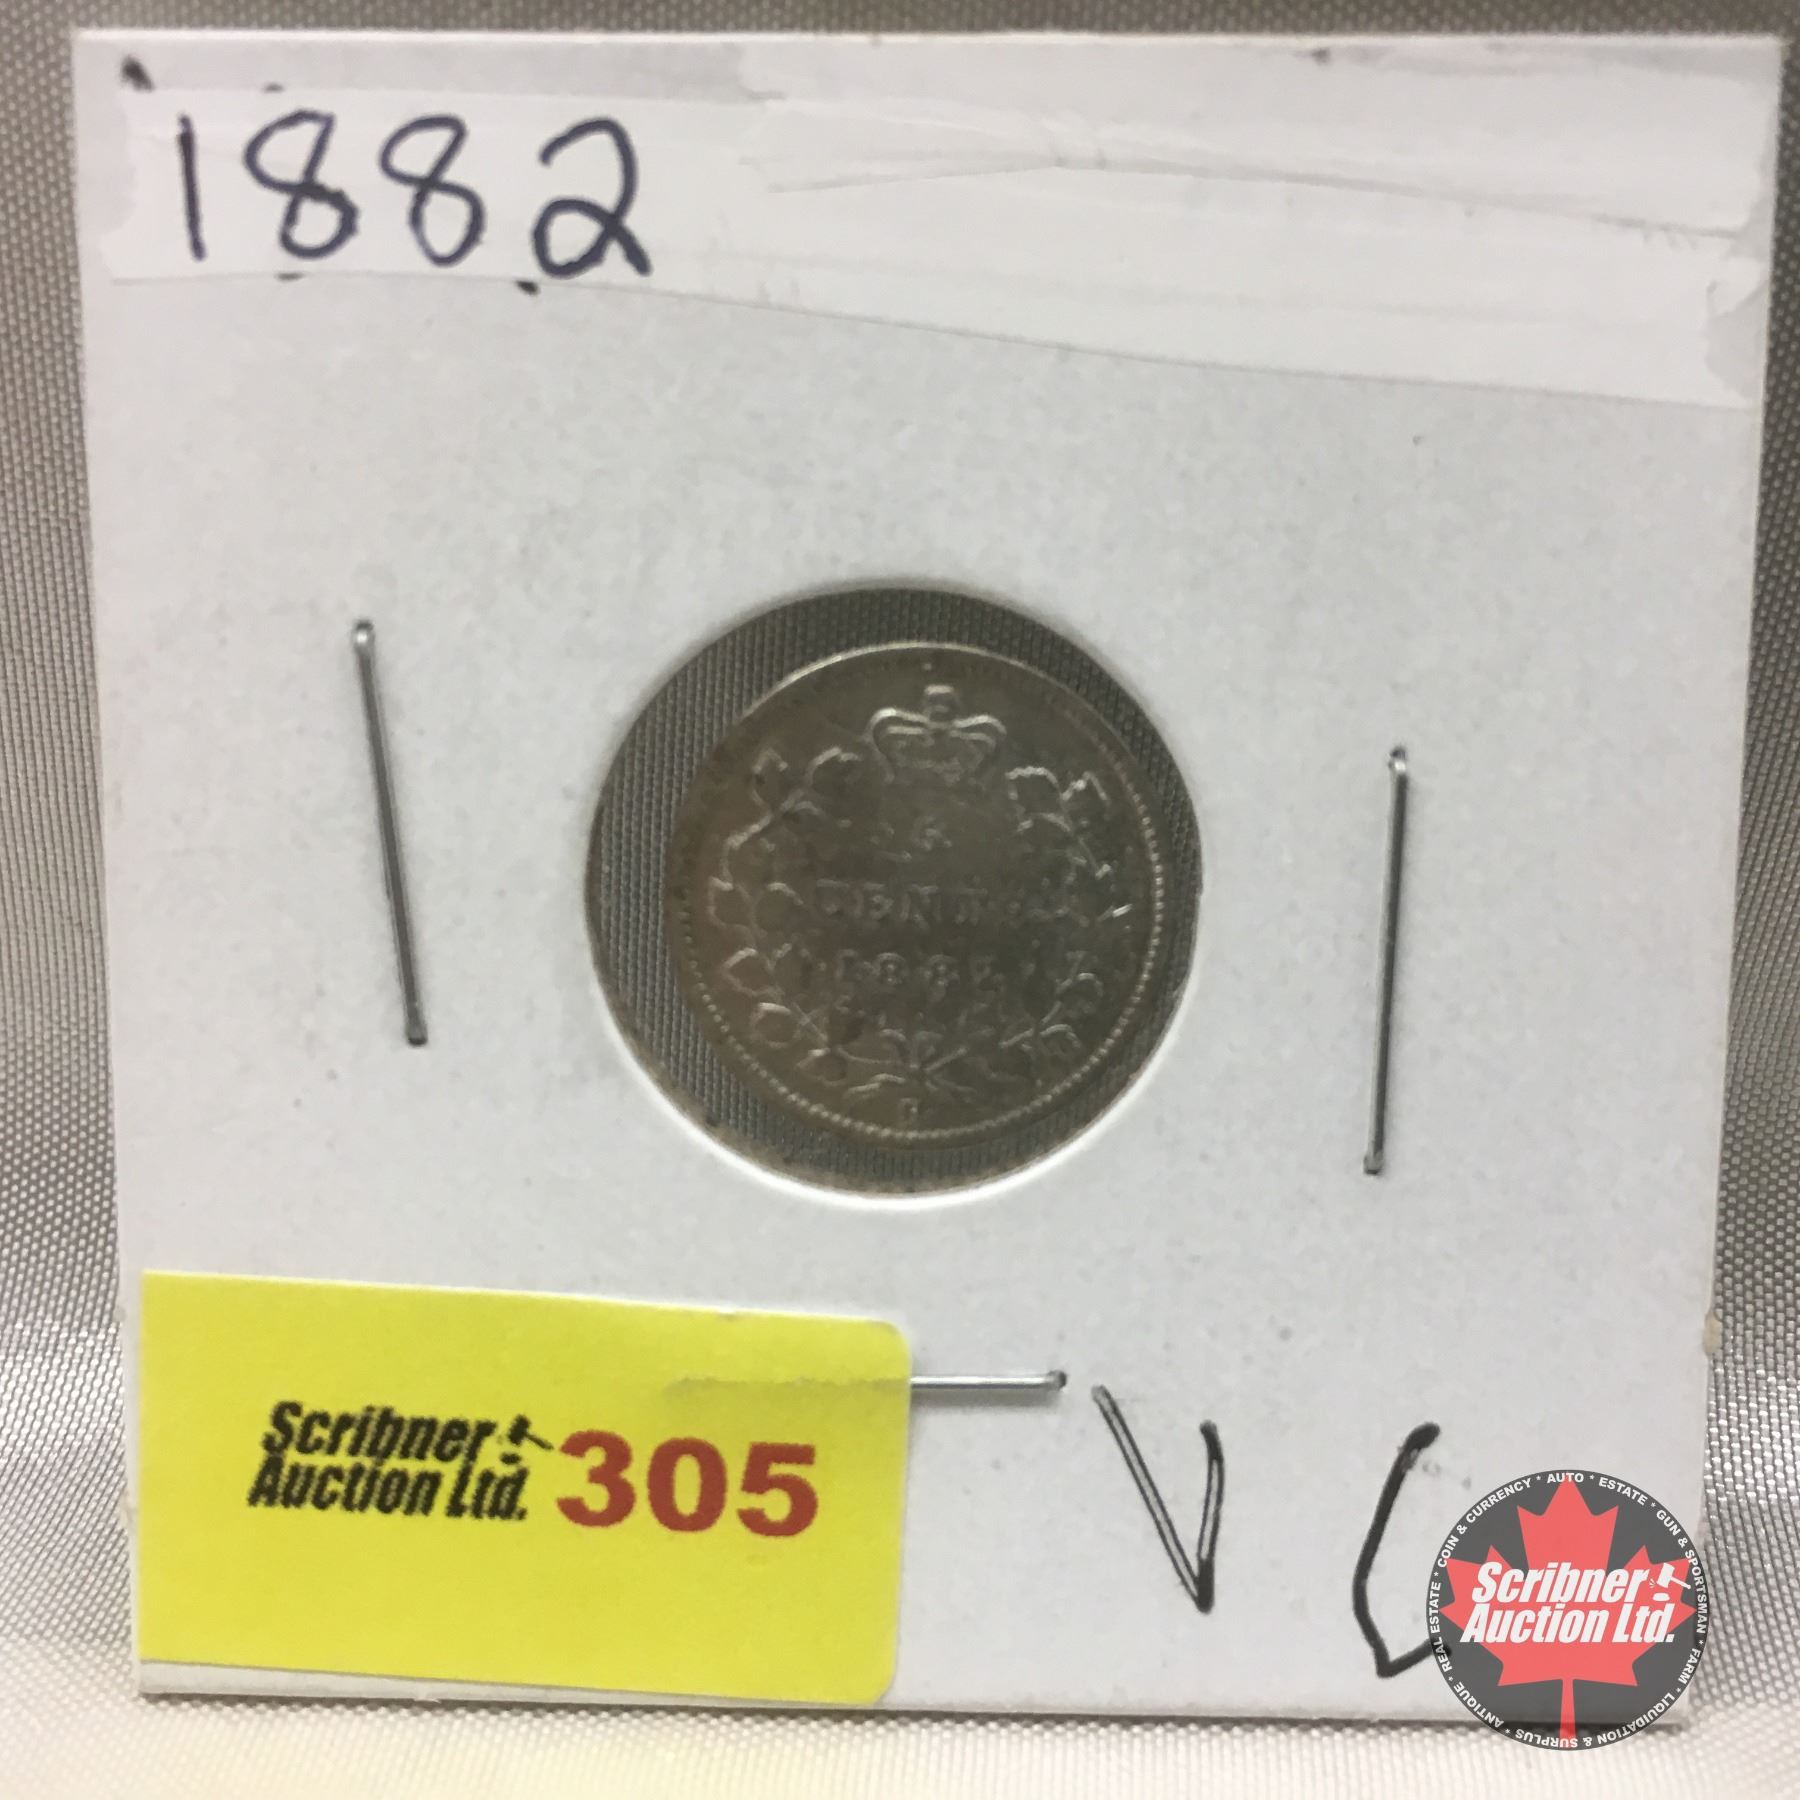 1882
5
CENTS
1882
H
Scribner
Auction Ltd.
305
V G
* AUTO * ESTATE * GUN & SPORTSMAN * FARM * LIQUIDATION & SURPLUS * ANTIQUE * REAL ESTATE * COIN & CURRENCY
Scribner
Auction Ltd.